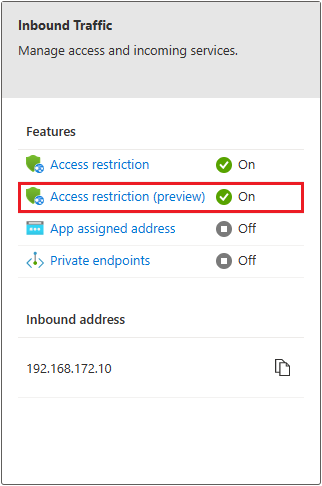 Inbound Traffic
Manage access and incoming services.
Features
Access restriction On
Access restriction (preview) On
App assigned address Off
Private endpoints Off
Inbound address
192.168.172.10